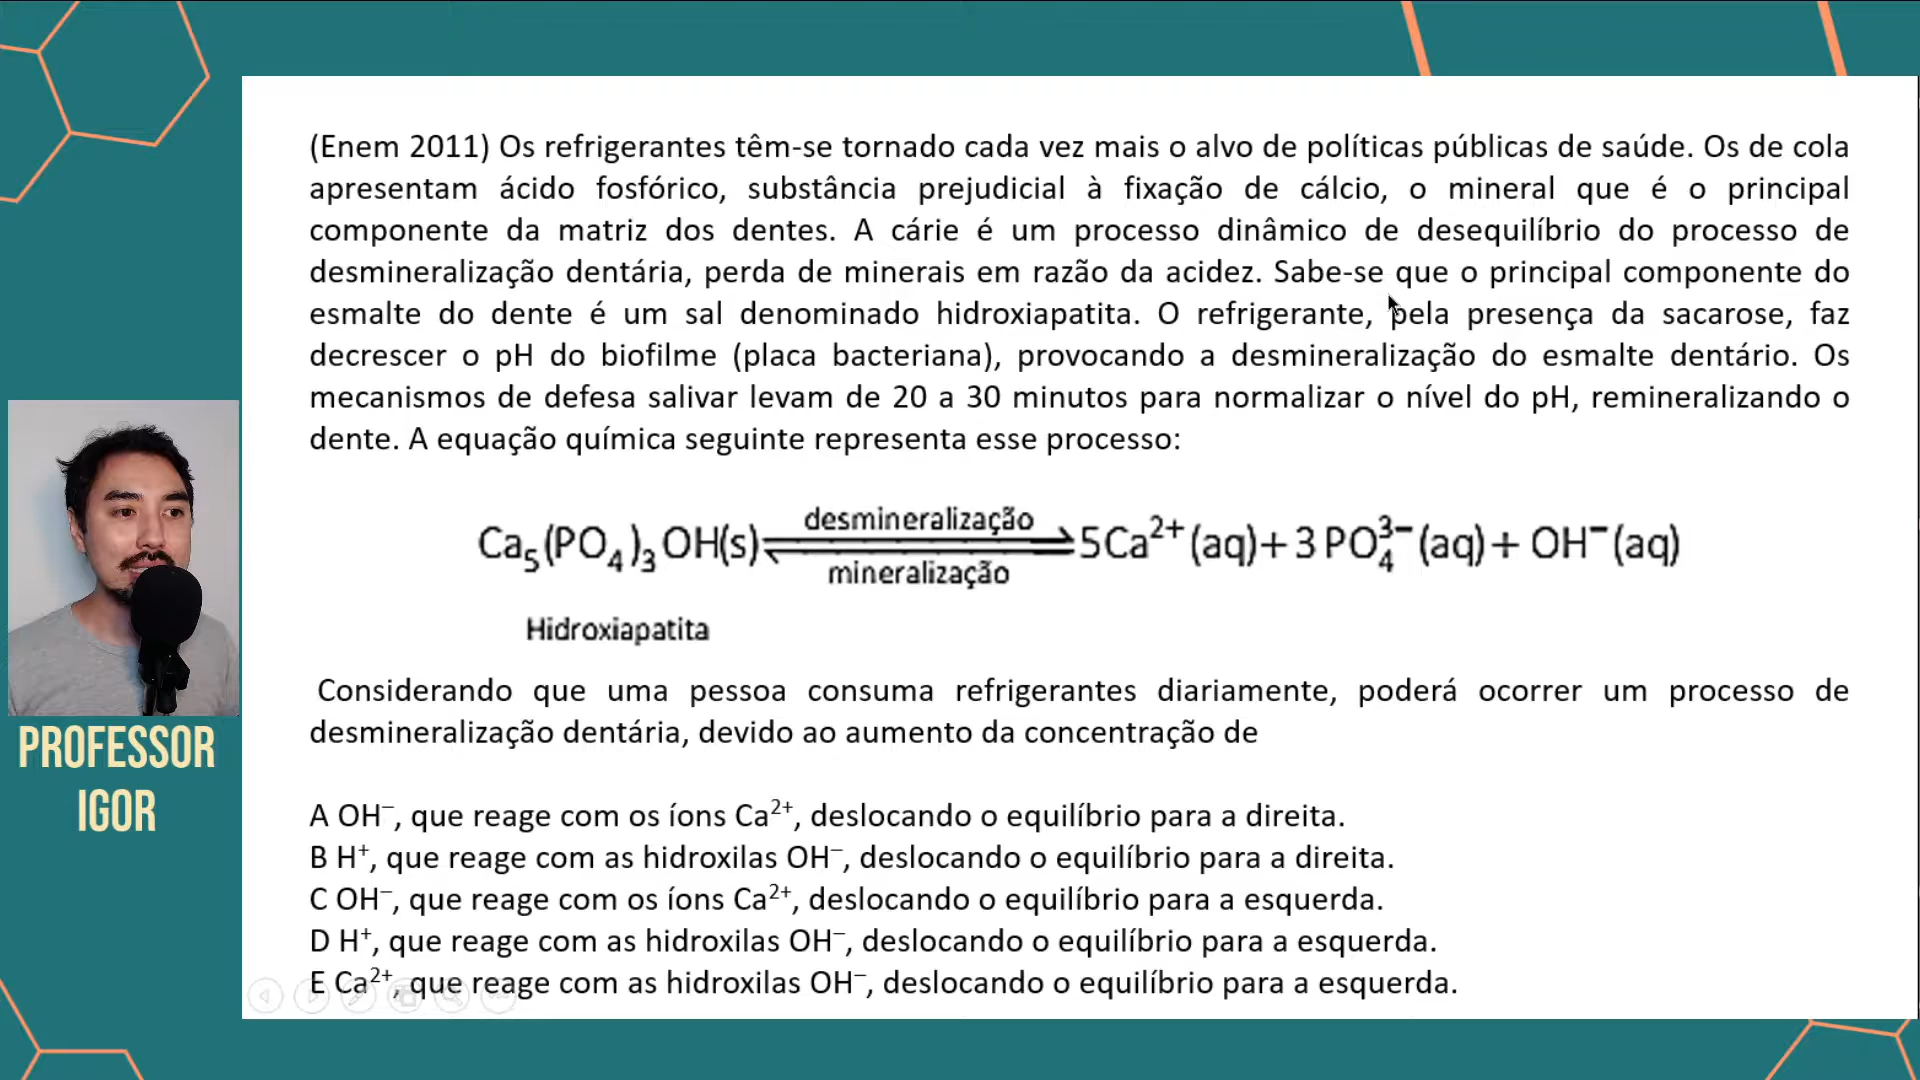 (Enem 2011) Os refrigerantes têm-se tornado cada vez mais o alvo de políticas públicas de saúde. Os de cola
apresentam ácido fosfórico, substância prejudicial à fixação de cálcio, o mineral que é o principal
componente da matriz dos dentes. A cárie é um processo dinâmico de desequilíbrio do processo de
desmineralização dentária, perda de minerais em razão da acidez. Sabe-se que o principal componente do
esmalte do dente é um sal denominado hidroxiapatita. O refrigerante, pela presença da sacarose, faz
decrescer o pH do biofilme (placa bacteriana), provocando a desmineralização do esmalte dentário. Os
mecanismos de defesa salivar levam de 20 a 30 minutos para normalizar o nível do pH, remineralizando o
dente. A equação química seguinte representa esse processo:
desmineralização
Ca₅(PO₄)₃OH(s) ⇌ 5Ca²⁺(aq)+3PO₄³⁻(aq)+OH⁻(aq)
mineralização
Hidroxiapatita
Considerando que uma pessoa consuma refrigerantes diariamente, poderá ocorrer um processo de
desmineralização dentária, devido ao aumento da concentração de
A OH⁻, que reage com os íons Ca²⁺, deslocando o equilíbrio para a direita.
B H⁺, que reage com as hidroxilas OH⁻, deslocando o equilíbrio para a direita.
C OH⁻, que reage com os íons Ca²⁺, deslocando o equilíbrio para a esquerda.
D H⁺, que reage com as hidroxilas OH⁻, deslocando o equilíbrio para a esquerda.
E Ca²⁺, que reage com as hidroxilas OH⁻, deslocando o equilíbrio para a esquerda.
PROFESSOR
IGOR